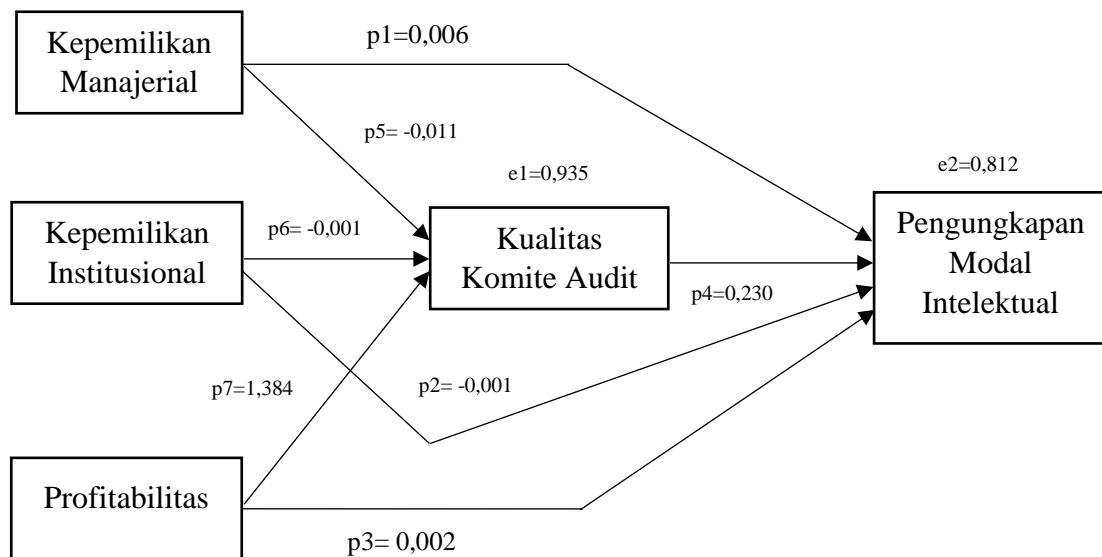 Kepemilikan
Manajerial
p1=0,006
p5= -0,011
e1=0,935
e2=0,812
Kepemilikan
Institusional
p6= -0,001
Kualitas
Komite Audit
p4=0,230
Pengungkapan
Modal
Intelektual
p7=1,384
p2= -0,001
Profitabilitas
p3= 0,002